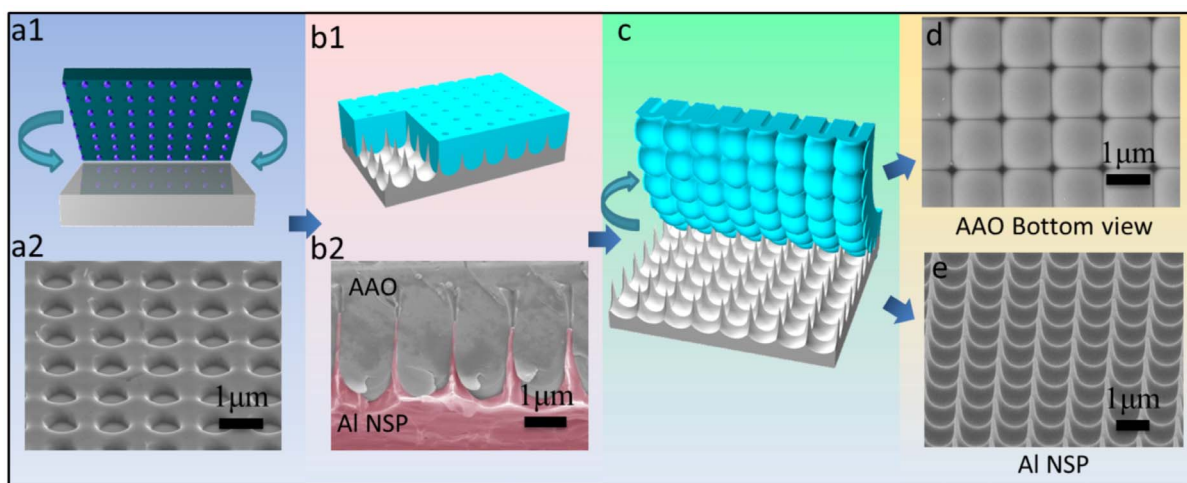 a1
b1
c
d
1μm
AAO Bottom view
a2
1μm
b2
AAO
Al NSP
1μm
e
1μm
Al NSP